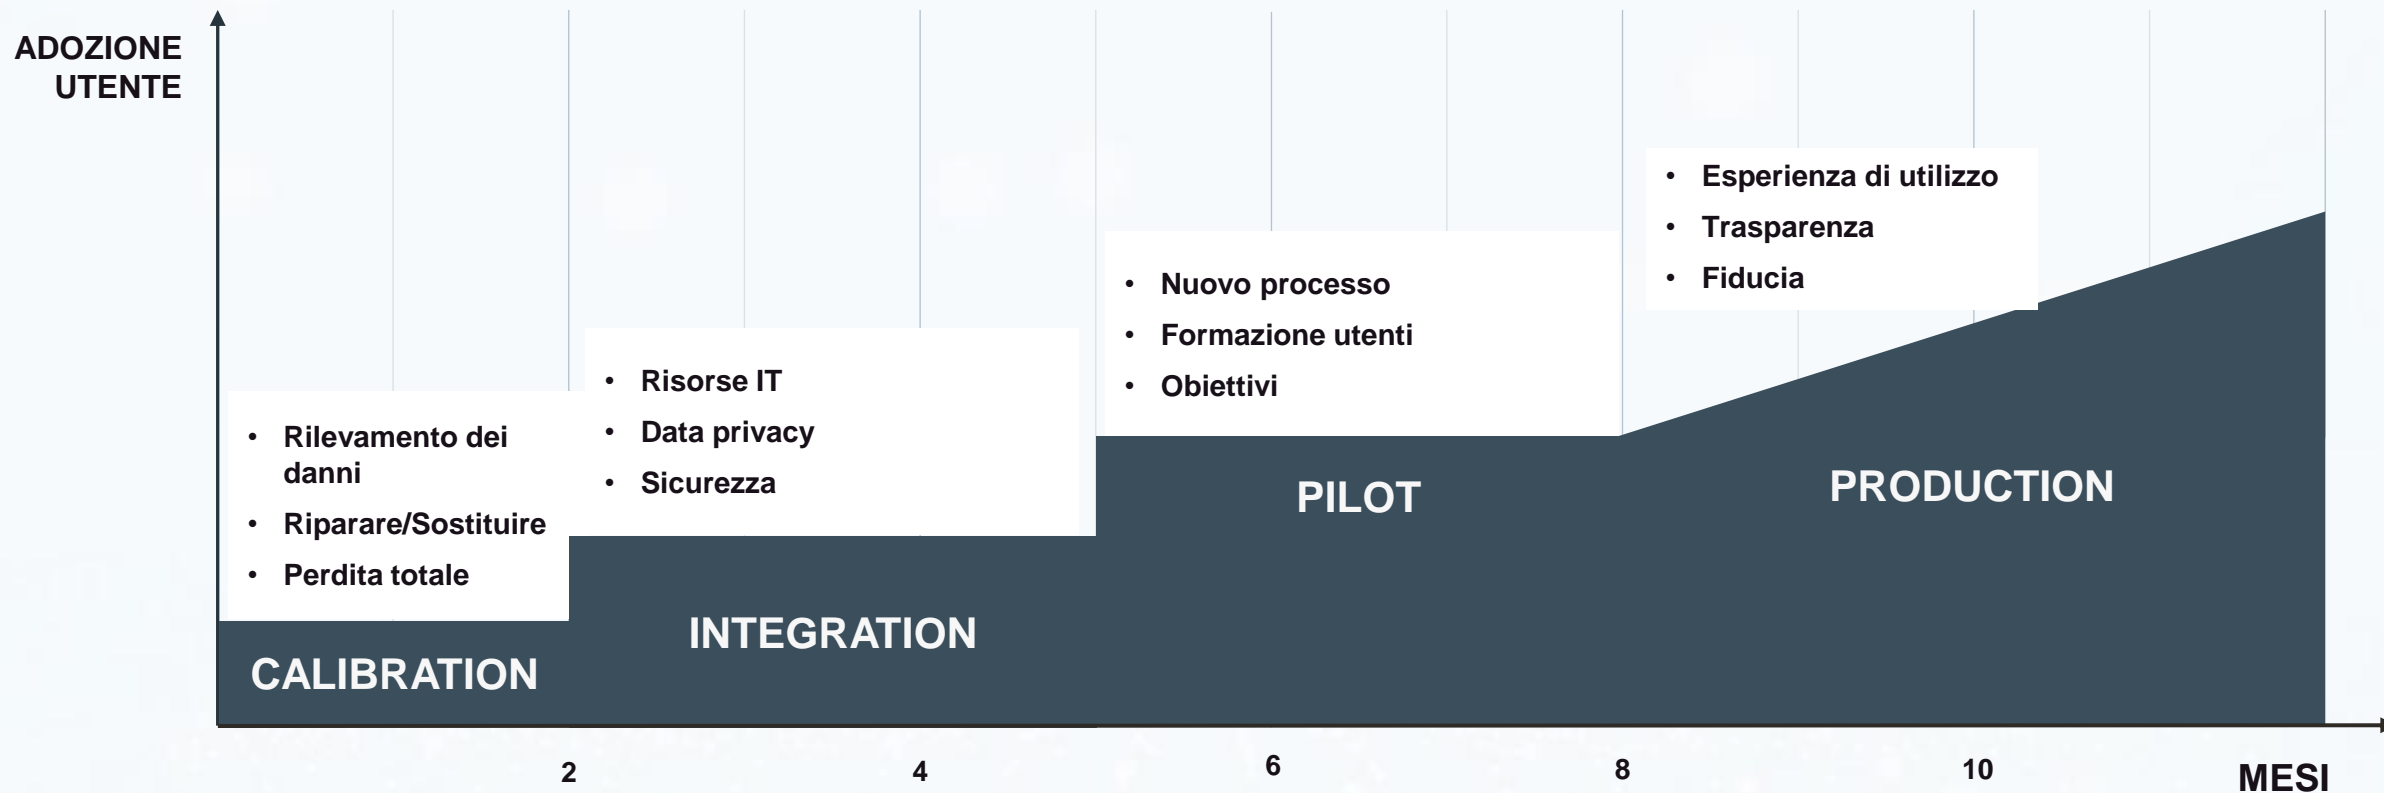 ADOZIONE
UTENTE
• Rilevamento dei
danni
• Riparare/Sostituire
• Perdita totale
CALIBRATION
• Risorse IT
• Data privacy
• Sicurezza
INTEGRATION
• Nuovo processo
• Formazione utenti
• Obiettivi
PILOT
• Esperienza di utilizzo
• Trasparenza
• Fiducia
PRODUCTION
2
4
6
8
10
MESI